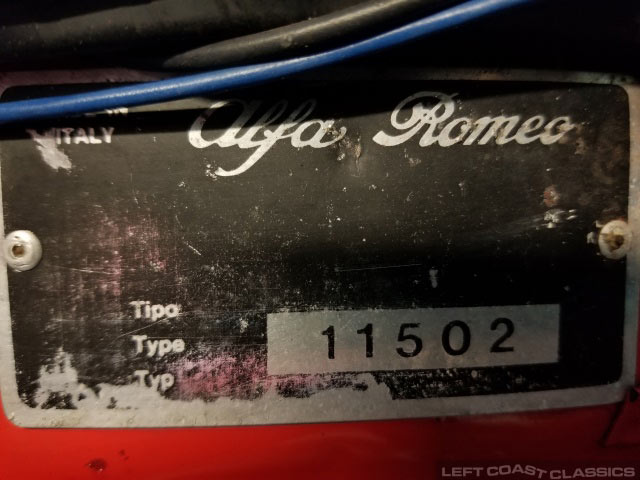 ITALY
Alfa Romeo
Tipo
Type 11502
Typ
LEFT COAST CLASSICS